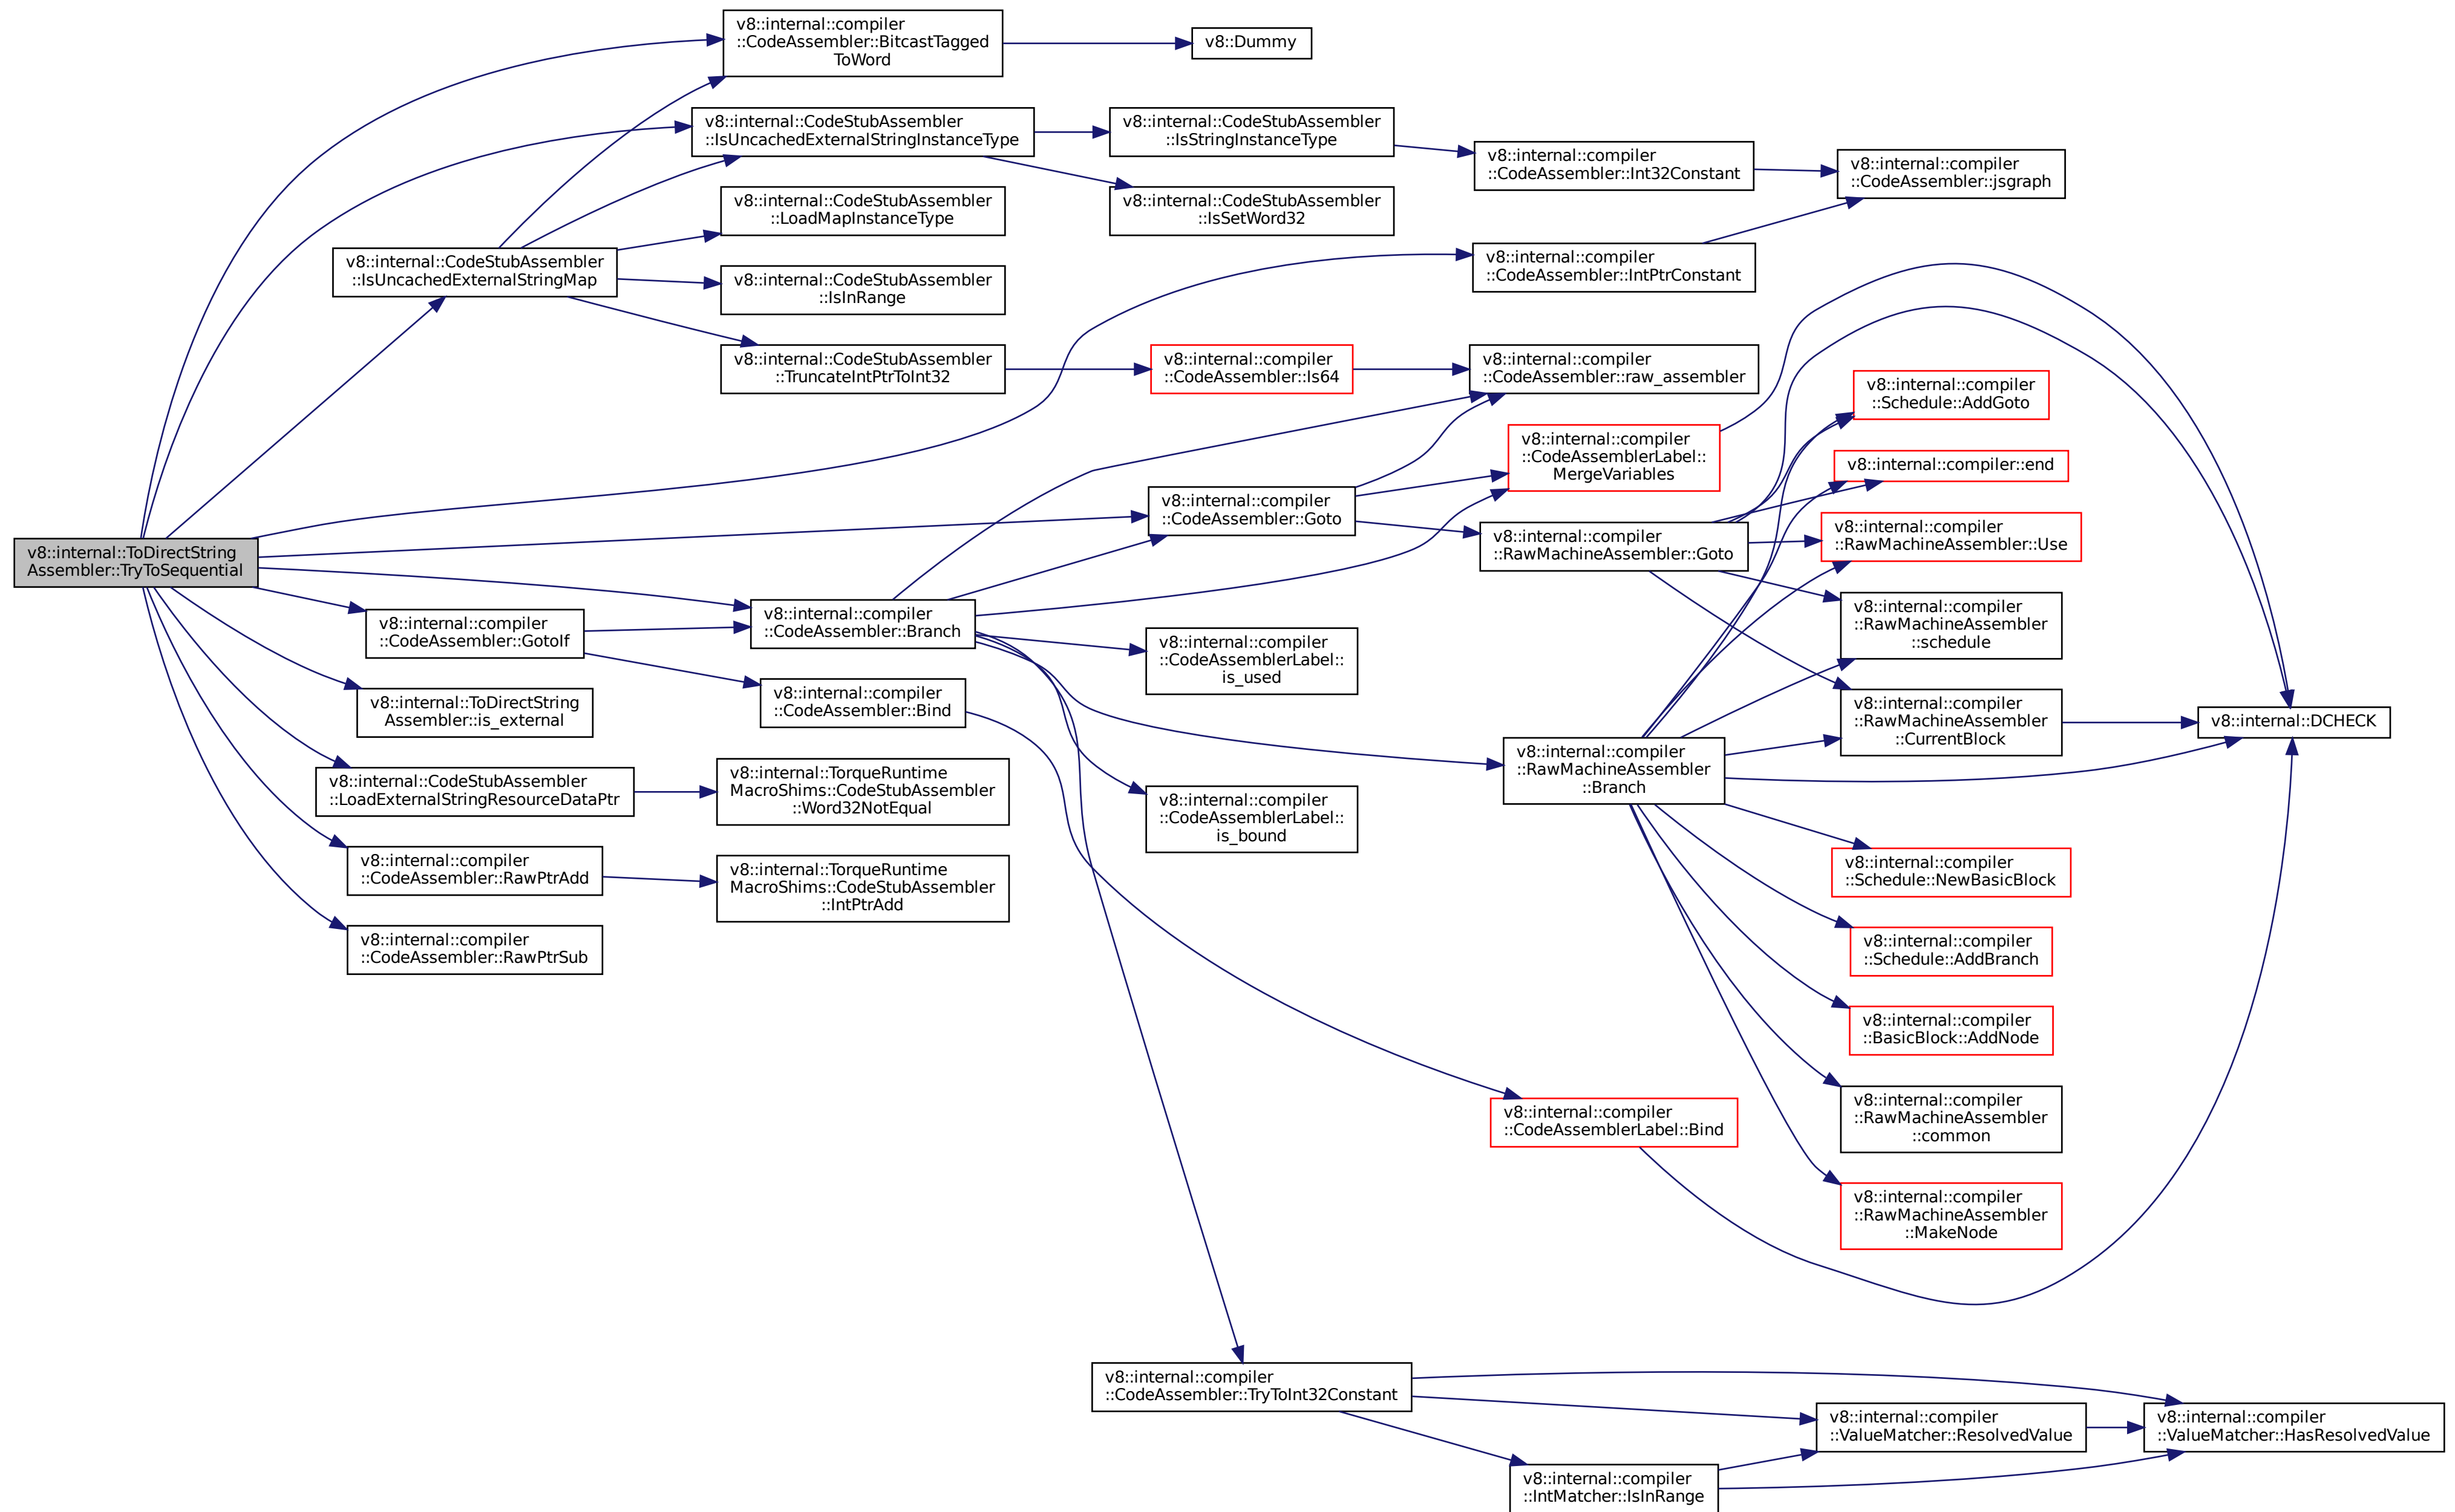 v8::internal::ToDirectString
Assembler::TryToSequential
v8::internal::compiler
::CodeAssembler::BitcastTagged
ToWord
v8::Dummy
v8::internal::CodeStubAssembler
::IsUncachedExternalStringInstanceType
v8::internal::CodeStubAssembler
::IsStringInstanceType
v8::internal::compiler
::CodeAssembler::Int32Constant
v8::internal::compiler
::CodeAssembler::jsgraph
v8::internal::CodeStubAssembler
::IsSetWord32
v8::internal::CodeStubAssembler
::LoadMapInstanceType
v8::internal::CodeStubAssembler
::IsUncachedExternalStringMap
v8::internal::CodeStubAssembler
::IsInRange
v8::internal::compiler
::CodeAssembler::IntPtrConstant
v8::internal::CodeStubAssembler
::TruncateIntPtrToInt32
v8::internal::compiler
::CodeAssembler::Is64
v8::internal::compiler
::CodeAssembler::raw_assembler
v8::internal::compiler
::Schedule::AddGoto
v8::internal::compiler
::CodeAssemblerLabel::
MergeVariables
v8::internal::compiler::end
v8::internal::compiler
::CodeAssembler::Goto
v8::internal::compiler
::RawMachineAssembler::Goto
v8::internal::compiler
::RawMachineAssembler::Use
v8::internal::compiler
::CodeAssembler::GotoIf
v8::internal::compiler
::CodeAssembler::Branch
v8::internal::compiler
::CodeAssemblerLabel::
is_used
v8::internal::compiler
::RawMachineAssembler
::schedule
v8::internal::ToDirectString
Assembler::is_external
v8::internal::compiler
::CodeAssembler::Bind
v8::internal::compiler
::RawMachineAssembler
::CurrentBlock
v8::internal::DCHECK
v8::internal::CodeStubAssembler
::LoadExternalStringResourceDataPtr
v8::internal::TorqueRuntime
MacroShims::CodeStubAssembler
::Word32NotEqual
v8::internal::compiler
::CodeAssemblerLabel::
is_bound
v8::internal::compiler
::RawMachineAssembler
::Branch
v8::internal::compiler
::Schedule::NewBasicBlock
v8::internal::compiler
::CodeAssembler::RawPtrAdd
v8::internal::TorqueRuntime
MacroShims::CodeStubAssembler
::IntPtrAdd
v8::internal::compiler
::CodeAssembler::RawPtrSub
v8::internal::compiler
::Schedule::AddBranch
v8::internal::compiler
::BasicBlock::AddNode
v8::internal::compiler
::RawMachineAssembler
::common
v8::internal::compiler
::CodeAssemblerLabel::Bind
v8::internal::compiler
::RawMachineAssembler
::MakeNode
v8::internal::compiler
::CodeAssembler::TryToInt32Constant
v8::internal::compiler
::ValueMatcher::ResolvedValue
v8::internal::compiler
::ValueMatcher::HasResolvedValue
v8::internal::compiler
::IntMatcher::IsInRange